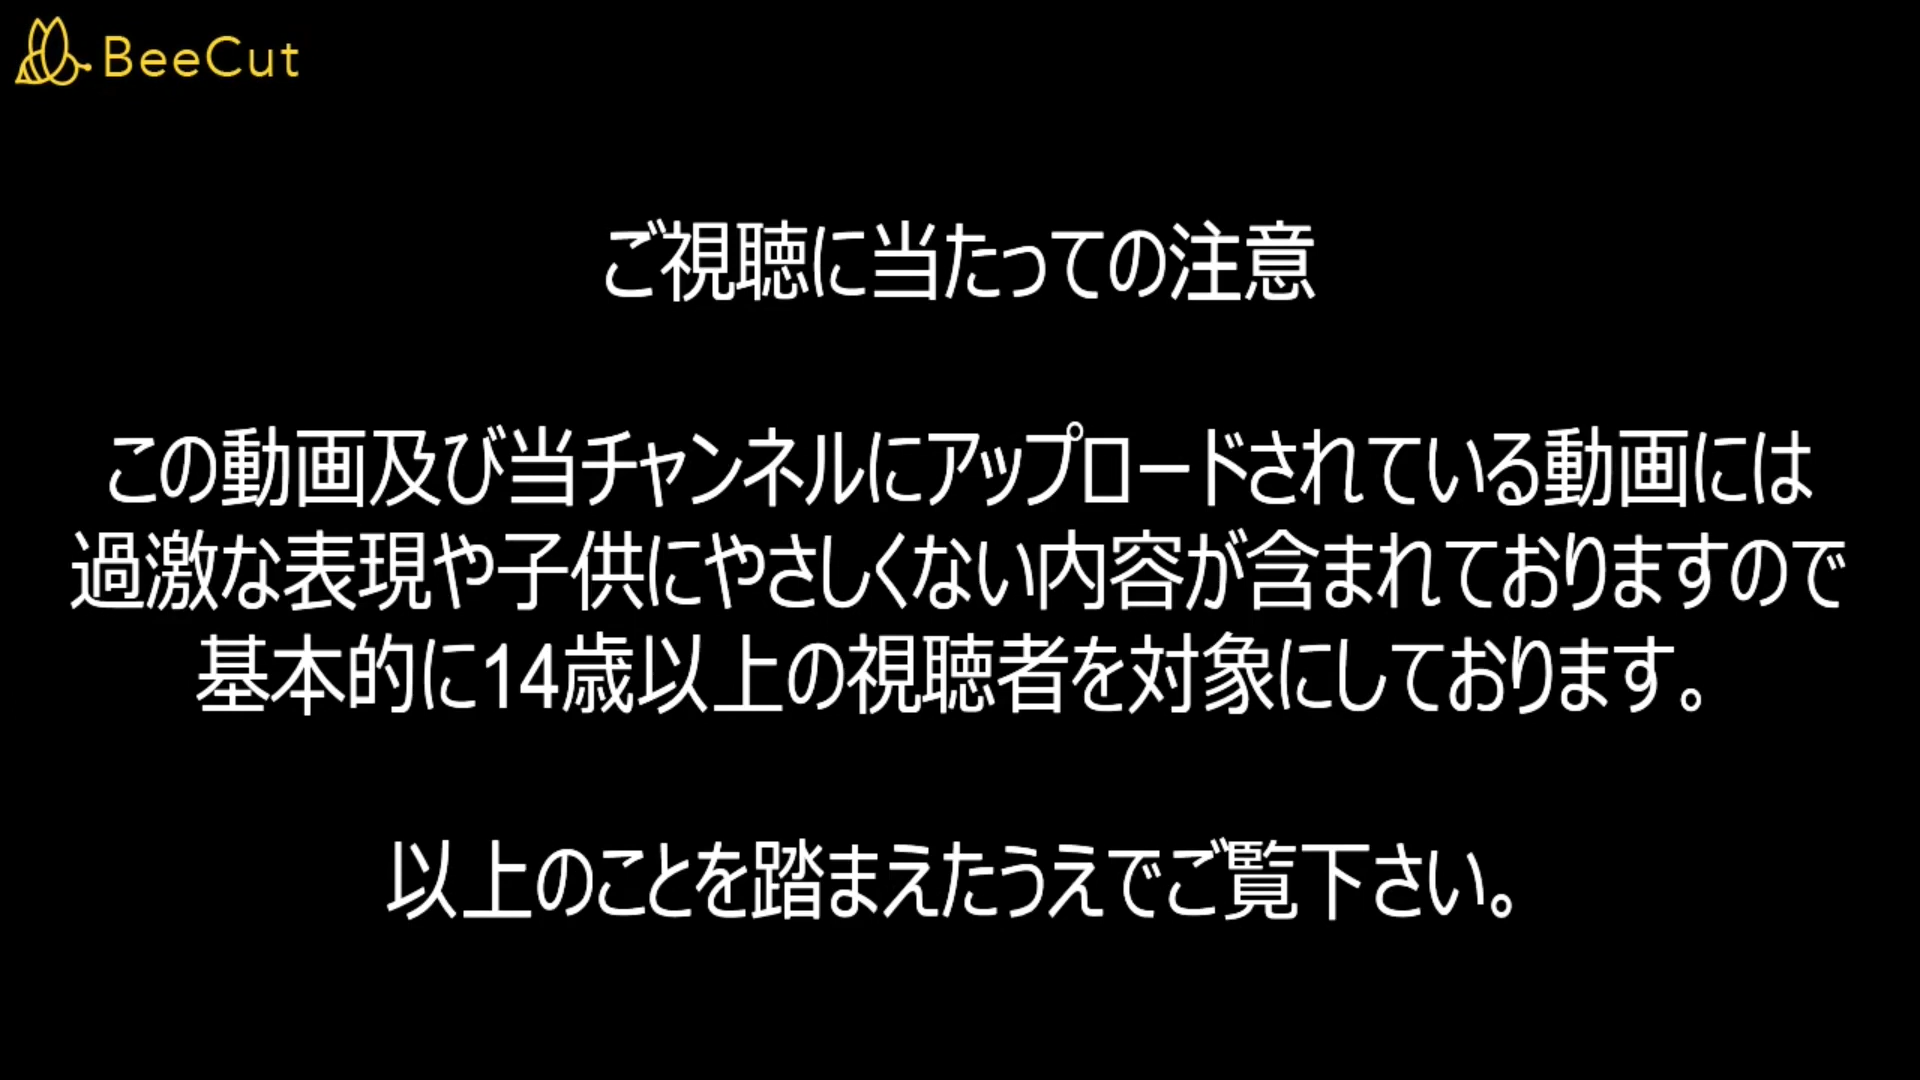 BeeCut
ご視聴に当たっての注意
この動画及び当チャンネルにアップロードされている動画には
過激な表現や子供にやさしくない内容が含まれておりますので
基本的に14歳以上の視聴者を対象にしております。
以上のことを踏まえたうえでご覧下さい。